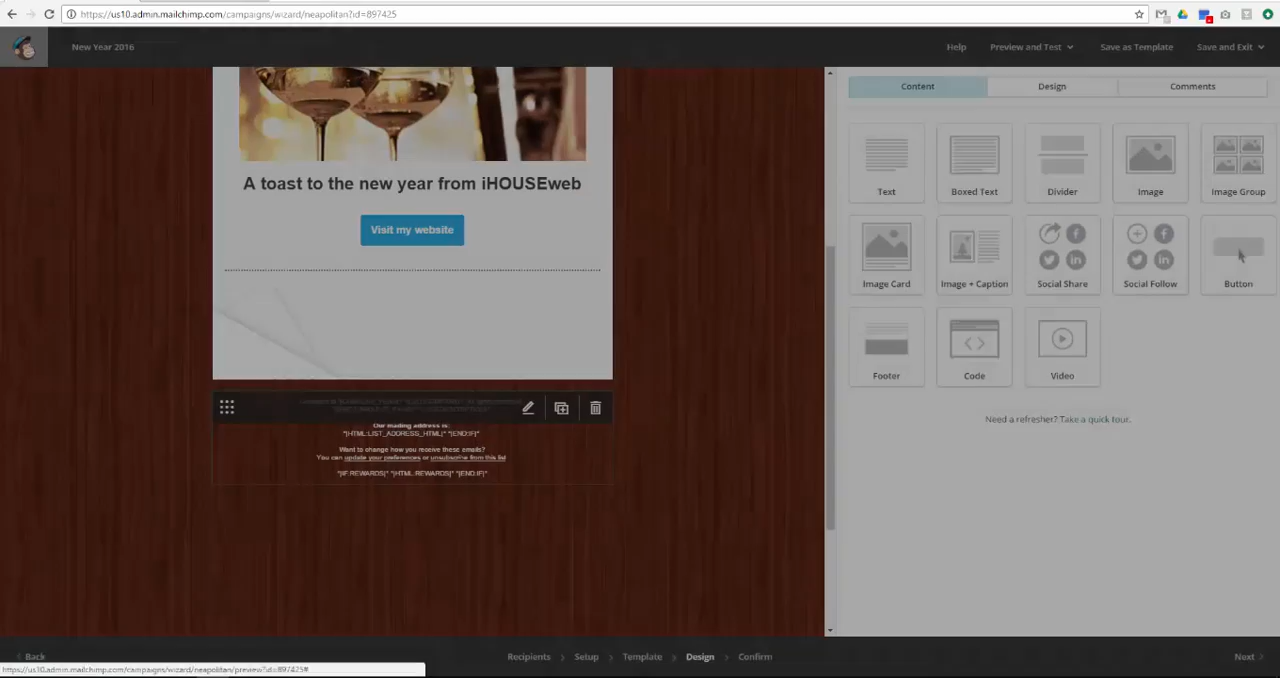 https://us10.admin.mailchimp.com/campaigns/wizard/neapolitan?id=897425
New Year 2016
Help
Preview and Test
Save as Template
Save and Exit
A toast to the new year from iHOUSEweb
Visit my website
Our mailing address is:
*|HTML:LIST_ADDRESS_HTML|* *|END:IF|*
Want to change how you receive these emails?
You can update your preferences or unsubscribe from this list
*|IF:REWARDS|* *|HTML:REWARDS|* *|END:IF|*
Content
Design
Comments
Text
Boxed Text
Divider
Image
Image Group
Image Card
Image + Caption
Social Share
Social Follow
Button
Footer
Code
Video
Need a refresher? Take a quick tour.
Back
Recipients
Setup
Template
Design
Confirm
Next
https://us10.admin.mailchimp.com/campaigns/wizard/neapolitan/preview?id=897425#